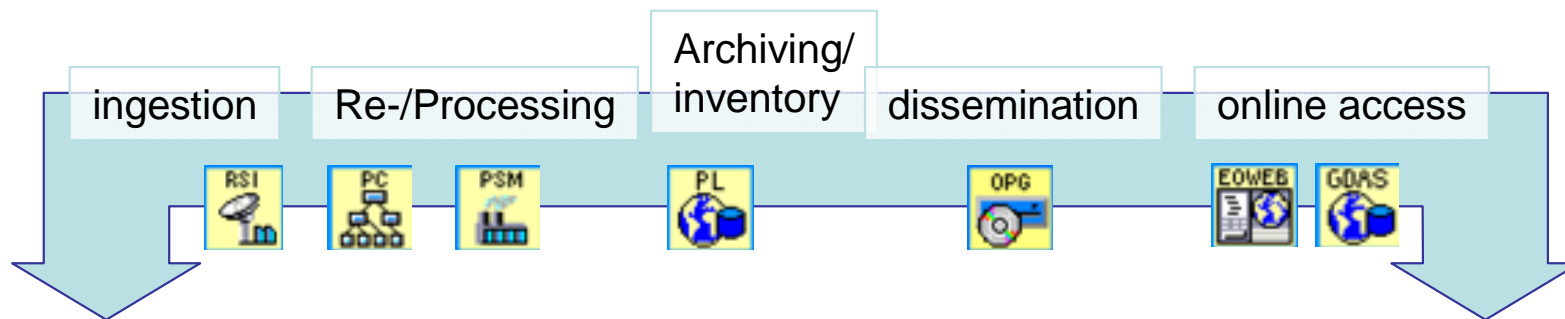 Archiving/
ingestion Re-/Processing inventory dissemination online access
RSI PC PSM PL OPG EOWEB GDAS